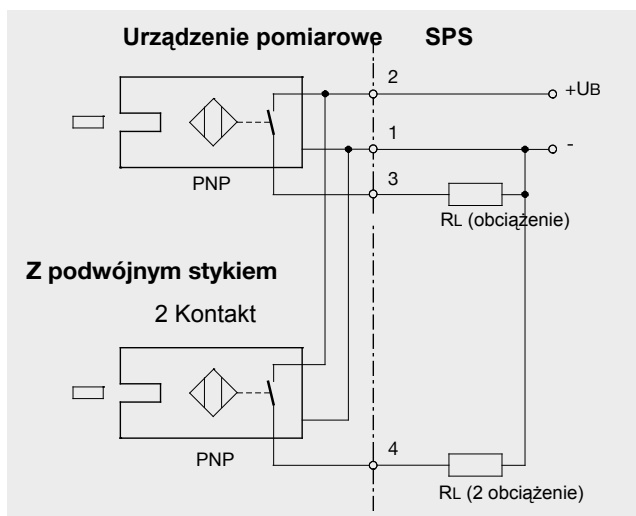 Urządzenie pomiarowe SPS
2
+UB
1
-
3
PNP
RL (obciążenie)
Z podwójnym stykiem
2 Kontakt
4
PNP
RL (2 obciążenie)